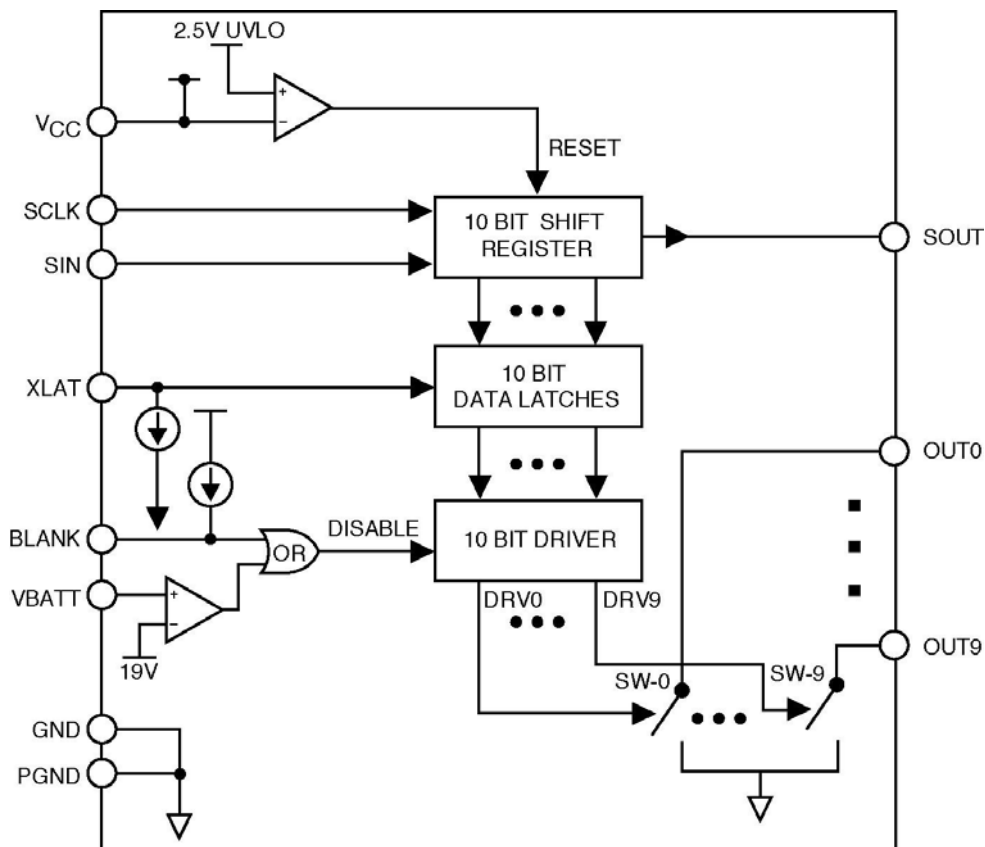 2.5V UVLO
+
−
VCC
RESET
SCLK
10 BIT SHIFT
REGISTER
SOUT
SIN
XLAT
10 BIT
DATA LATCHES
OUT0
BLANK
OR
DISABLE
10 BIT DRIVER
VBATT
+
−
19V
DRV0
DRV9
OUT9
SW-0
SW-9
GND
PGND